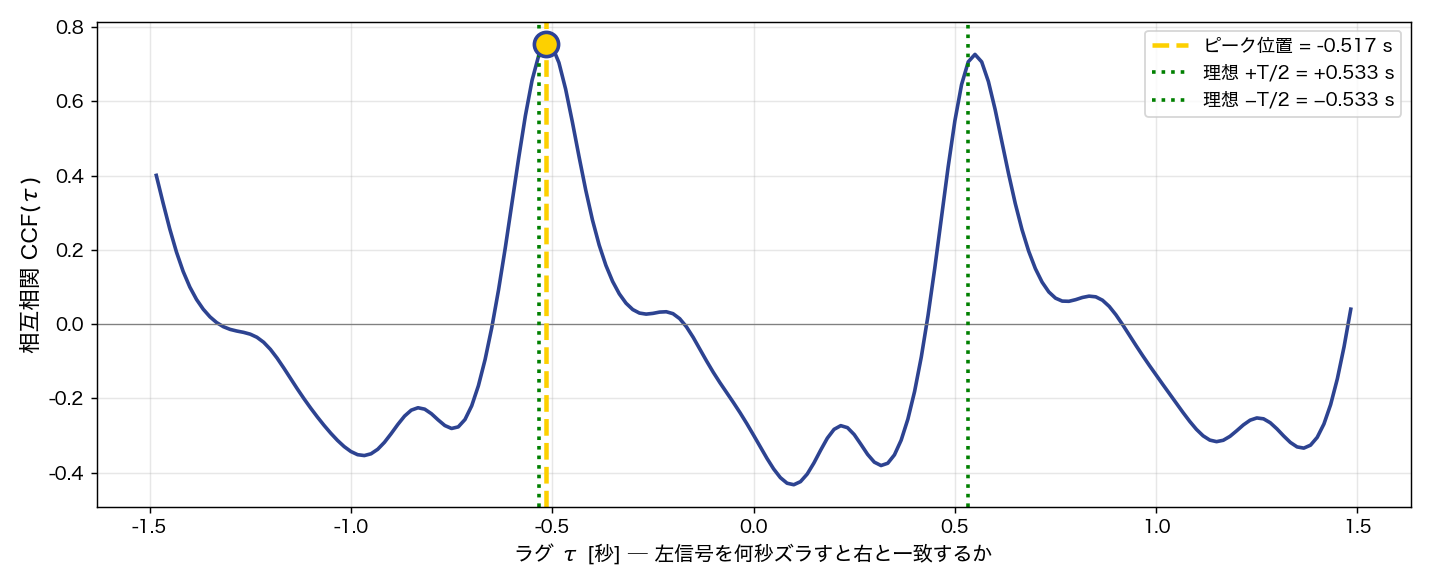 0.8
0.6
0.4
0.2
0.0
-0.2
-0.4
相互相関 CCF(τ)
ピーク位置 = -0.517 s
理想 +T/2 = +0.533 s
理想 −T/2 = −0.533 s
-1.5
-1.0
-0.5
0.0
0.5
1.0
1.5
ラグ τ [秒] — 左信号を何秒ズラすと右と一致するか